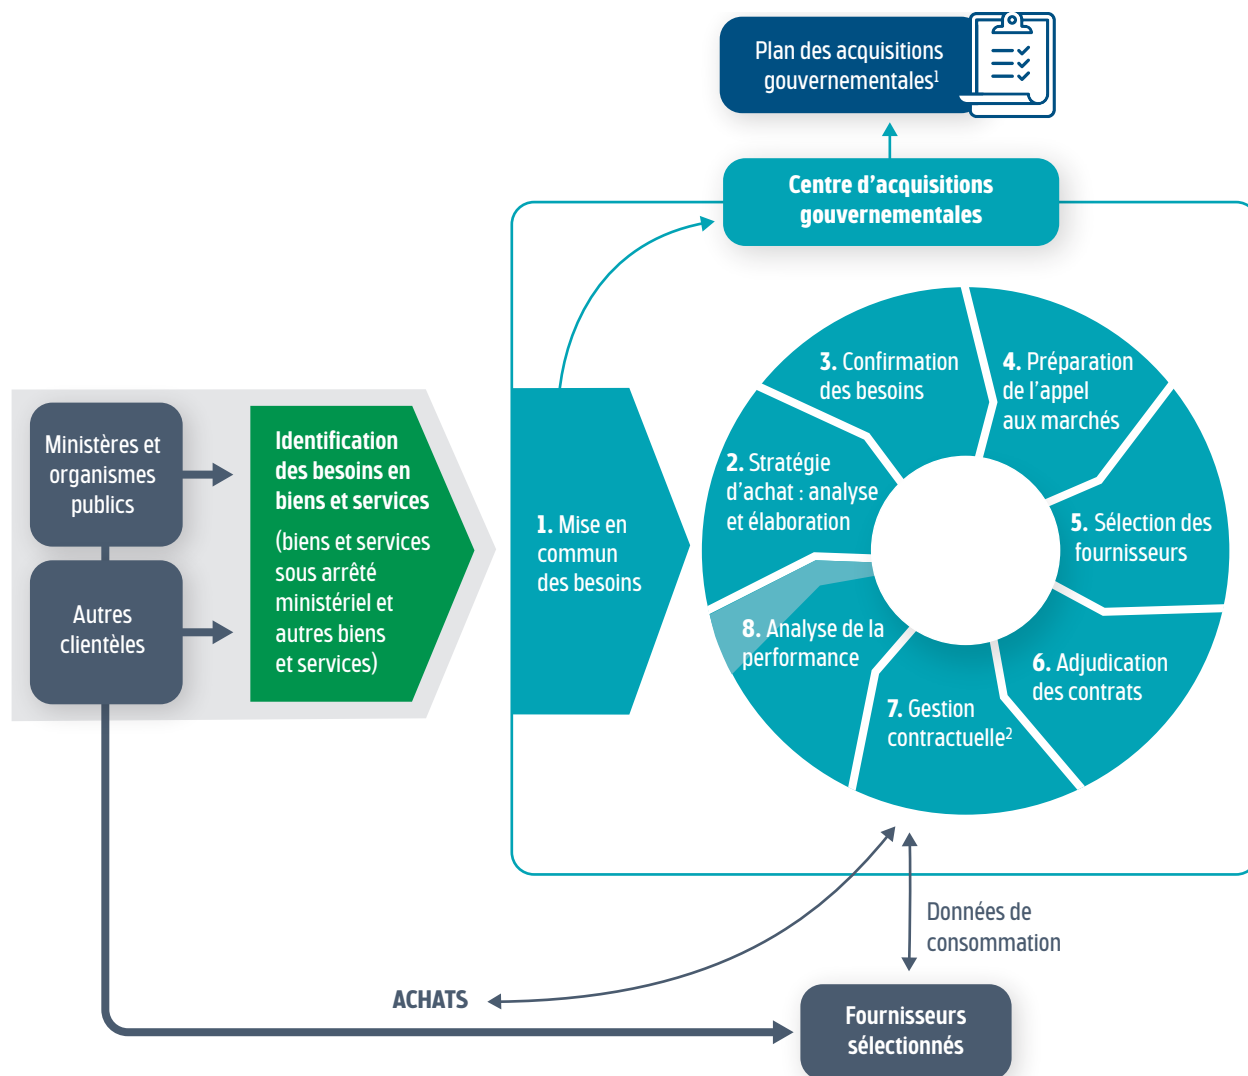 Plan des acquisitions
gouvernementales¹
Centre d’acquisitions
gouvernementales
Ministères et
organismes
publics
Autres
clientèles
Identification
des besoins en
biens et services
(biens et services
sous arrêté
ministériel et
autres biens
et services)
1. Mise en
commun
des besoins
2. Stratégie
d’achat : analyse
et élaboration
3. Confirmation
des besoins
4. Préparation
de l’appel
aux marchés
5. Sélection des
fournisseurs
6. Adjudication
des contrats
7. Gestion
contractuelle²
8. Analyse de la
performance
Données de
consommation
ACHATS
Fournisseurs
sélectionnés